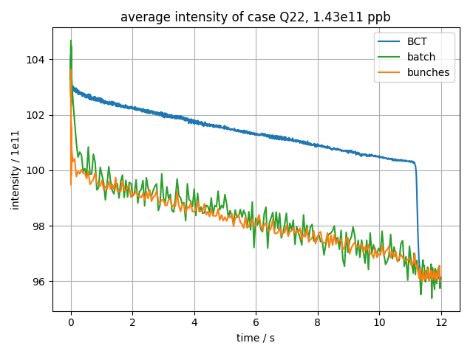 average intensity of case Q22, 1.43e11 ppb
BCT
batch
bunches
intensity / 1e11
104
102
100
98
96
0
2
4
6
8
10
12
time / s